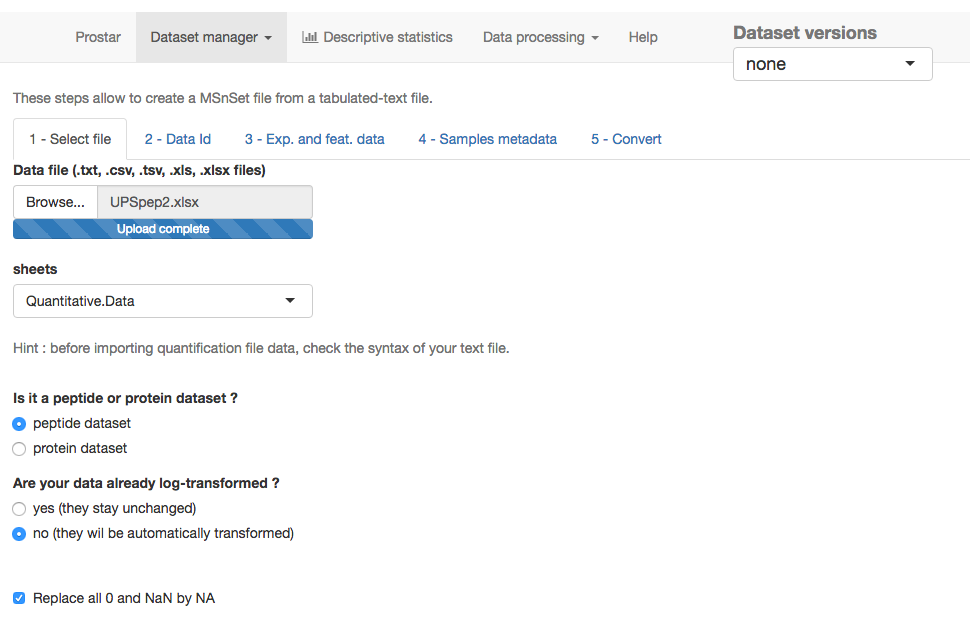 Prostar Dataset manager Descriptive statistics Data processing Help
Dataset versions
none
These steps allow to create a MSnSet file from a tabulated-text file.
1 - Select file 2 - Data Id 3 - Exp. and feat. data 4 - Samples metadata 5 - Convert
Data file (.txt, .csv, .tsv, .xls, .xlsx files)
Browse... UPSpep2.xlsx
Upload complete
sheets
Quantitative.Data
Hint : before importing quantification file data, check the syntax of your text file.
Is it a peptide or protein dataset ?
peptide dataset
protein dataset
Are your data already log-transformed ?
yes (they stay unchanged)
no (they wil be automatically transformed)
Replace all 0 and NaN by NA